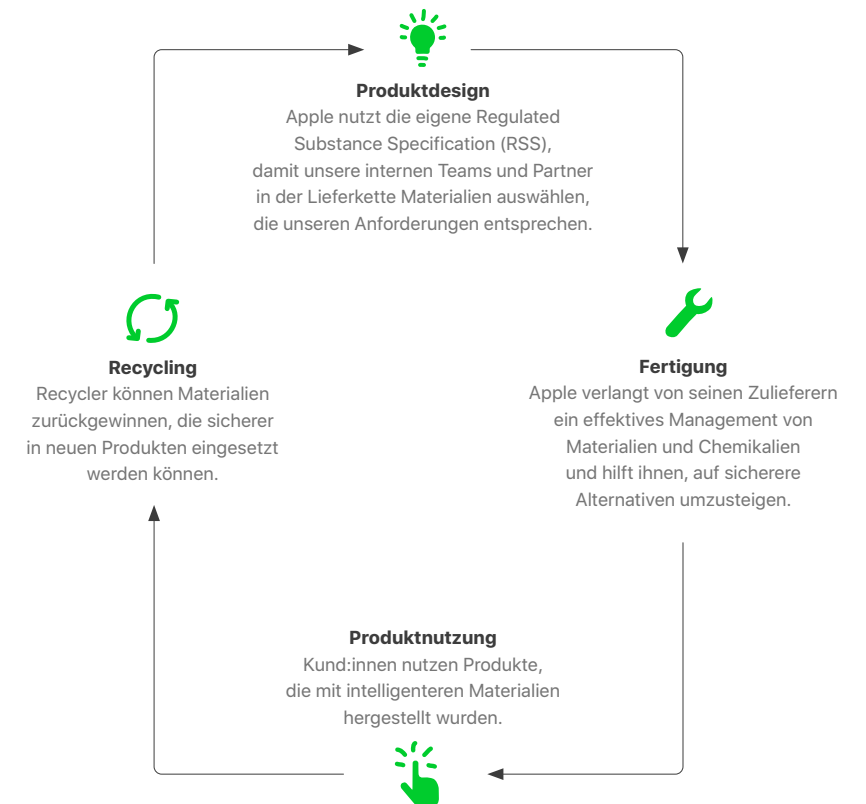 Produktdesign
Apple nutzt die eigene Regulated
Substance Specification (RSS),
damit unsere internen Teams und Partner
in der Lieferkette Materialien auswählen,
die unseren Anforderungen entsprechen.
Fertigung
Apple verlangt von seinen Zulieferern
ein effektives Management von
Materialien und Chemikalien
und hilft ihnen, auf sicherere
Alternativen umzusteigen.
Produktnutzung
Kund:innen nutzen Produkte,
die mit intelligenteren Materialien
hergestellt wurden.
Recycling
Recycler können Materialien
zurückgewinnen, die sicherer
in neuen Produkten eingesetzt
werden können.